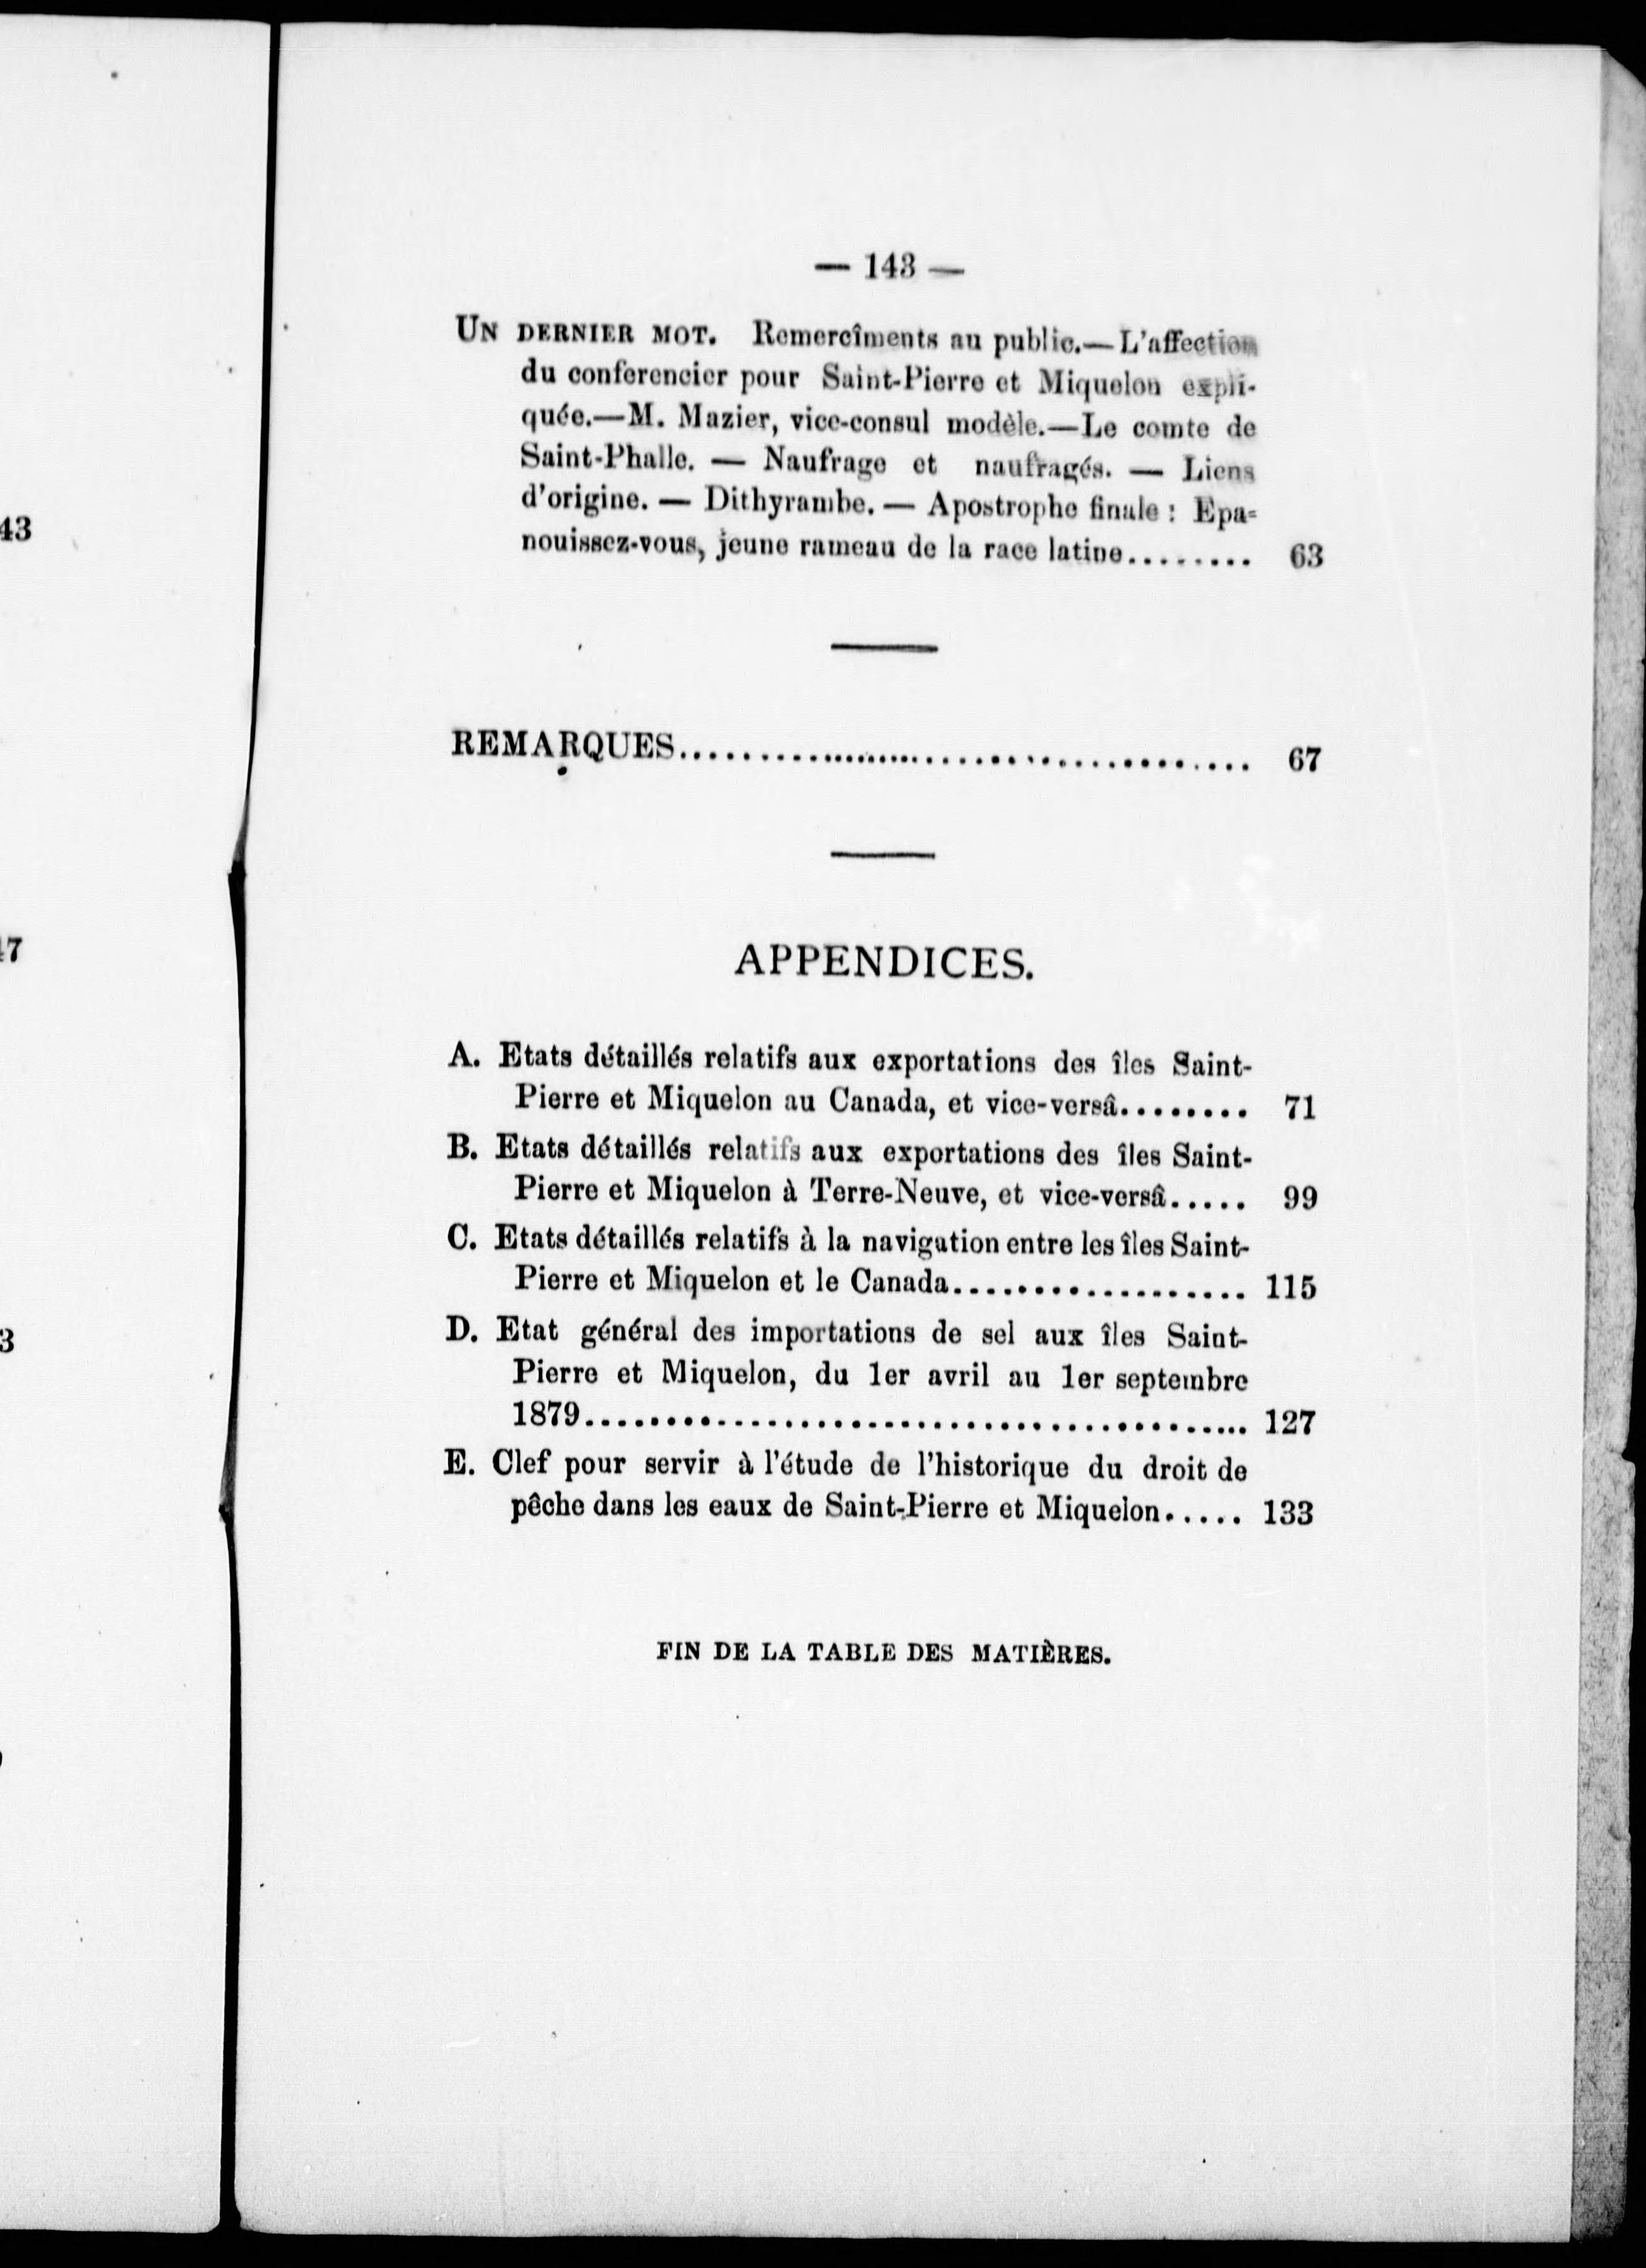 43
17
3
— 143 —
UN DERNIER MOT. Remercîments au public.—L'affection
du conferencier pour Saint-Pierre et Miquelon expli-
quée.—M. Mazier, vice-consul modèle.—Le comte de
Saint-Phalle. — Naufrage et naufragés. — Liens
d'origine. — Dithyrambe. — Apostrophe finale : Epa-
nouissez-vous, jeune rameau de la race latine........ 63
REMARQUES.................................... 67
APPENDICES.
A. Etats détaillés relatifs aux exportations des îles Saint-
Pierre et Miquelon au Canada, et vice-versâ........ 71
B. Etats détaillés relatifs aux exportations des îles Saint-
Pierre et Miquelon à Terre-Neuve, et vice-versâ..... 99
C. Etats détaillés relatifs à la navigation entre les îles Saint-
Pierre et Miquelon et le Canada................... 115
D. Etat général des importations de sel aux îles Saint-
Pierre et Miquelon, du 1er avril au 1er septembre
1879.......................................... 127
E. Clef pour servir à l'étude de l'historique du droit de
pêche dans les eaux de Saint-Pierre et Miquelon..... 133
FIN DE LA TABLE DES MATIÈRES.